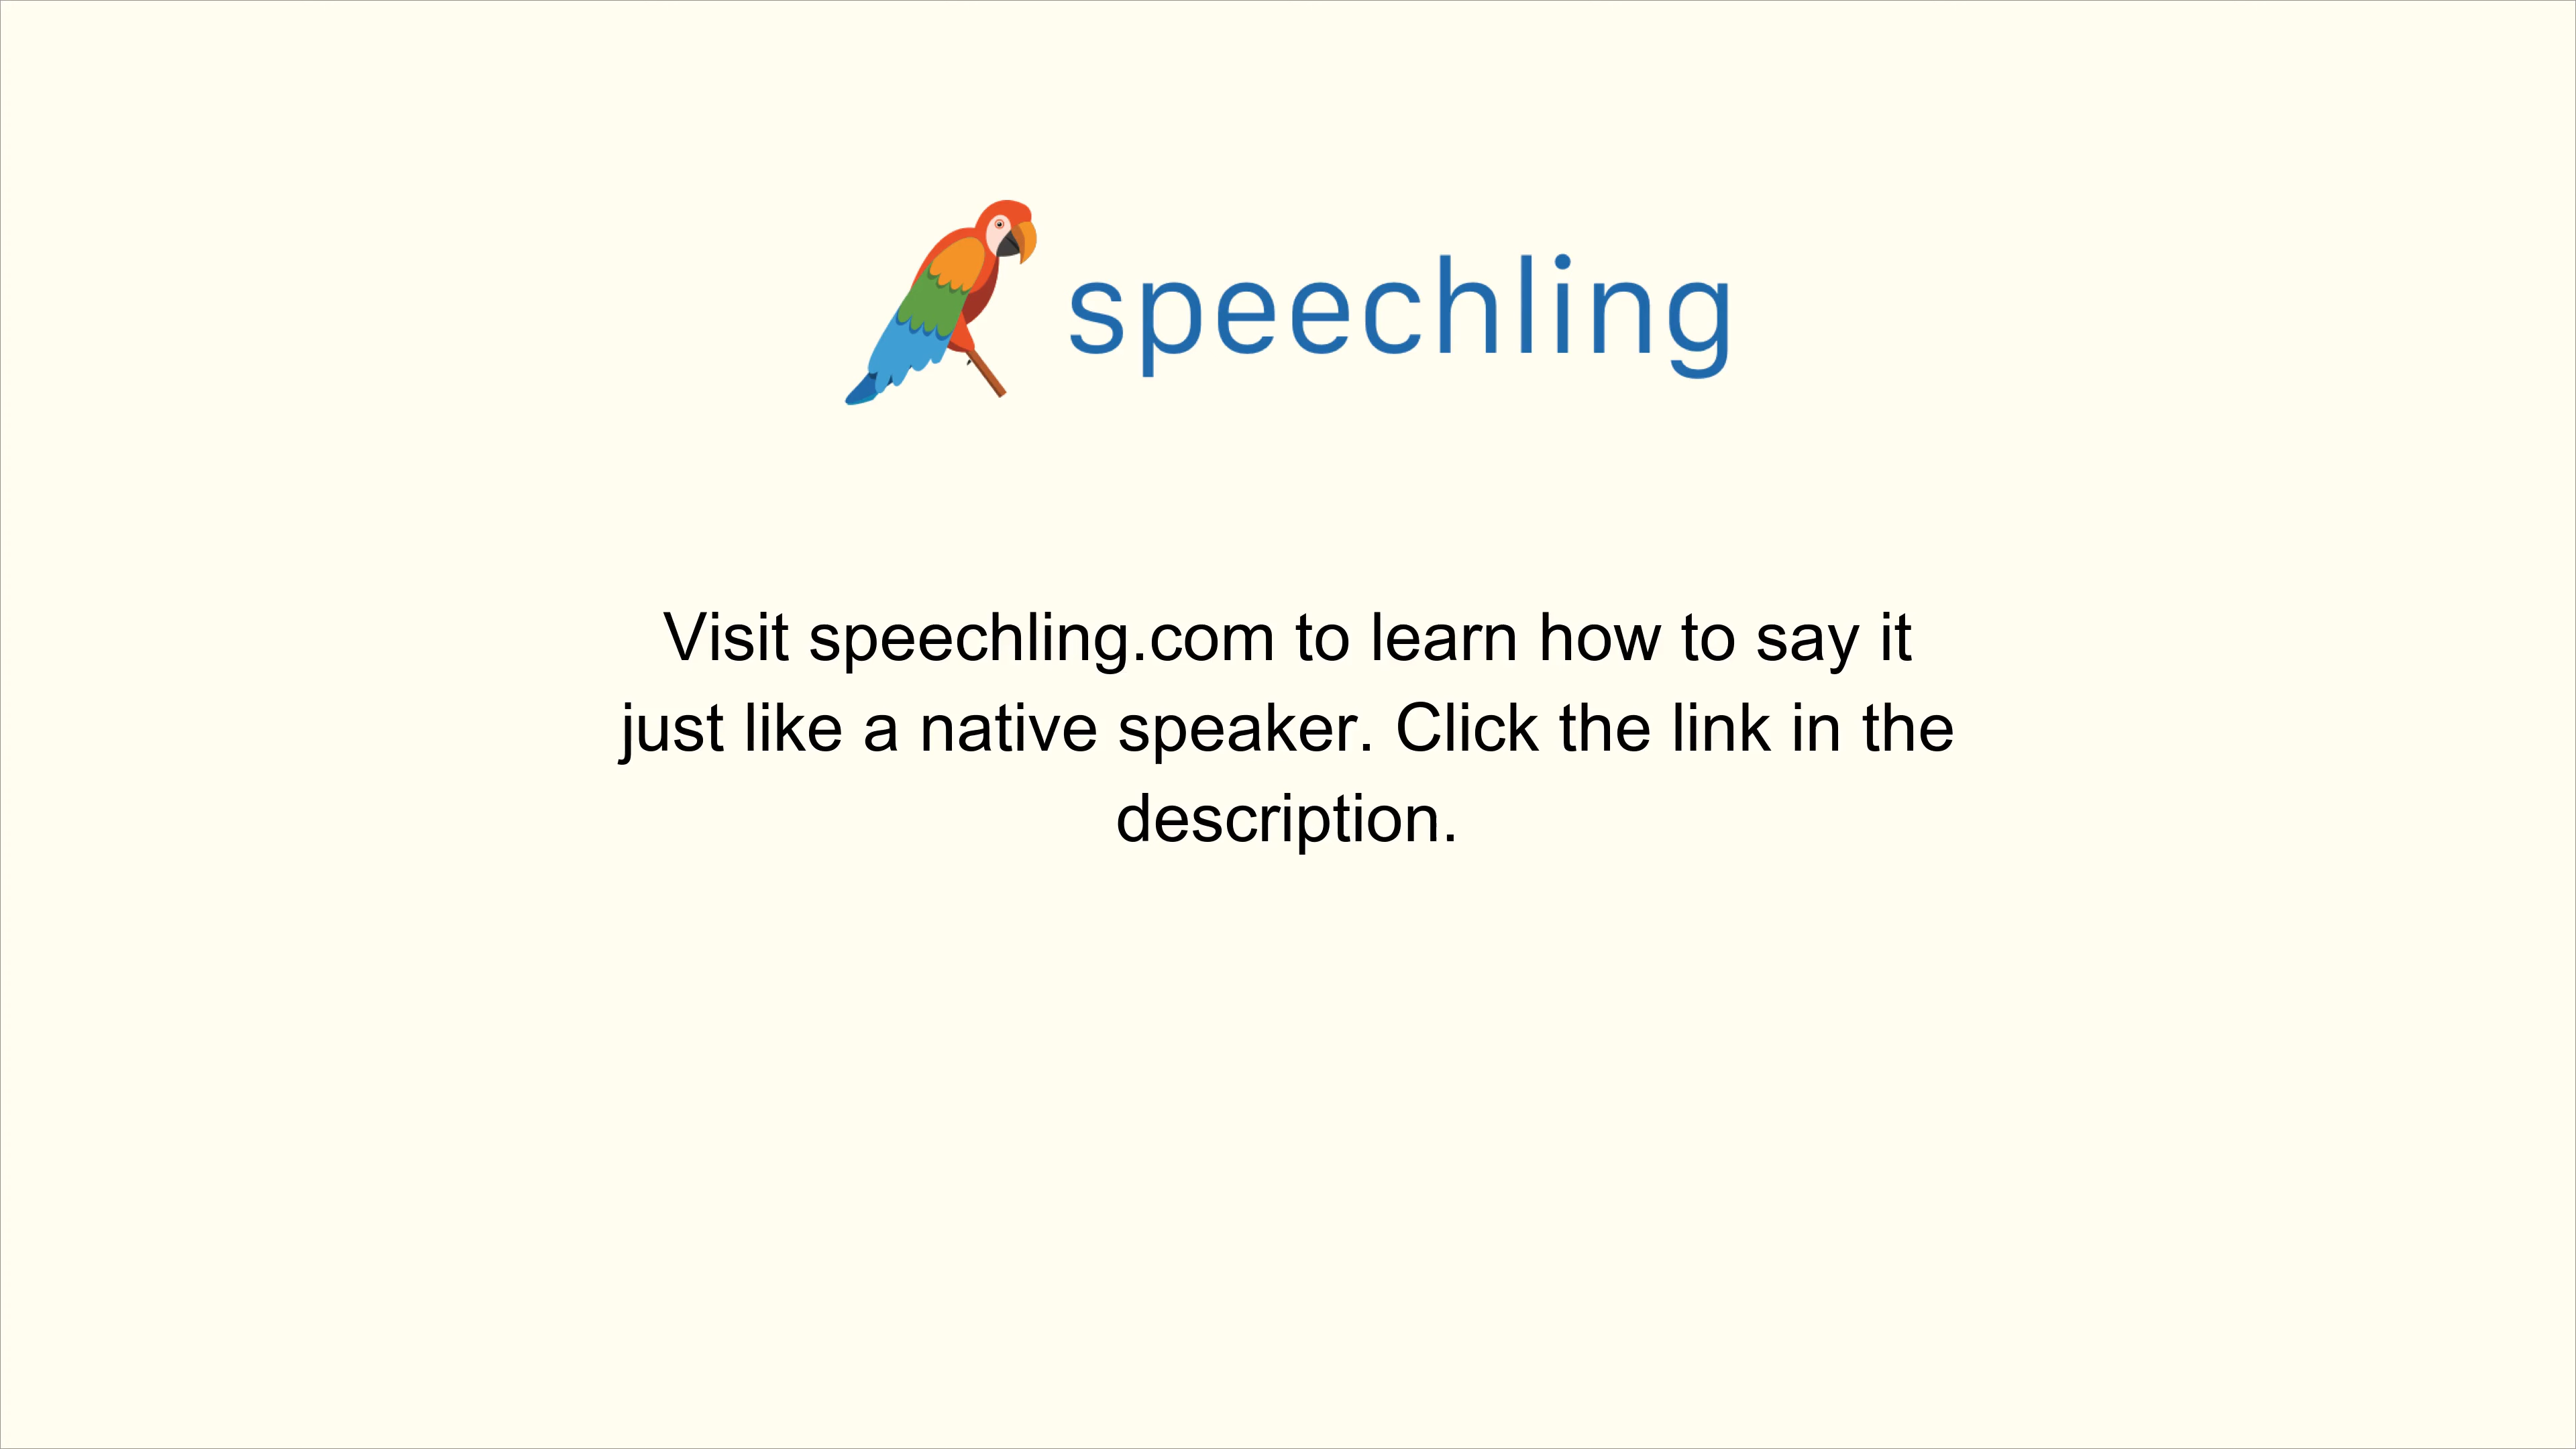 speechling
Visit speechling.com to learn how to say it
just like a native speaker. Click the link in the
description.